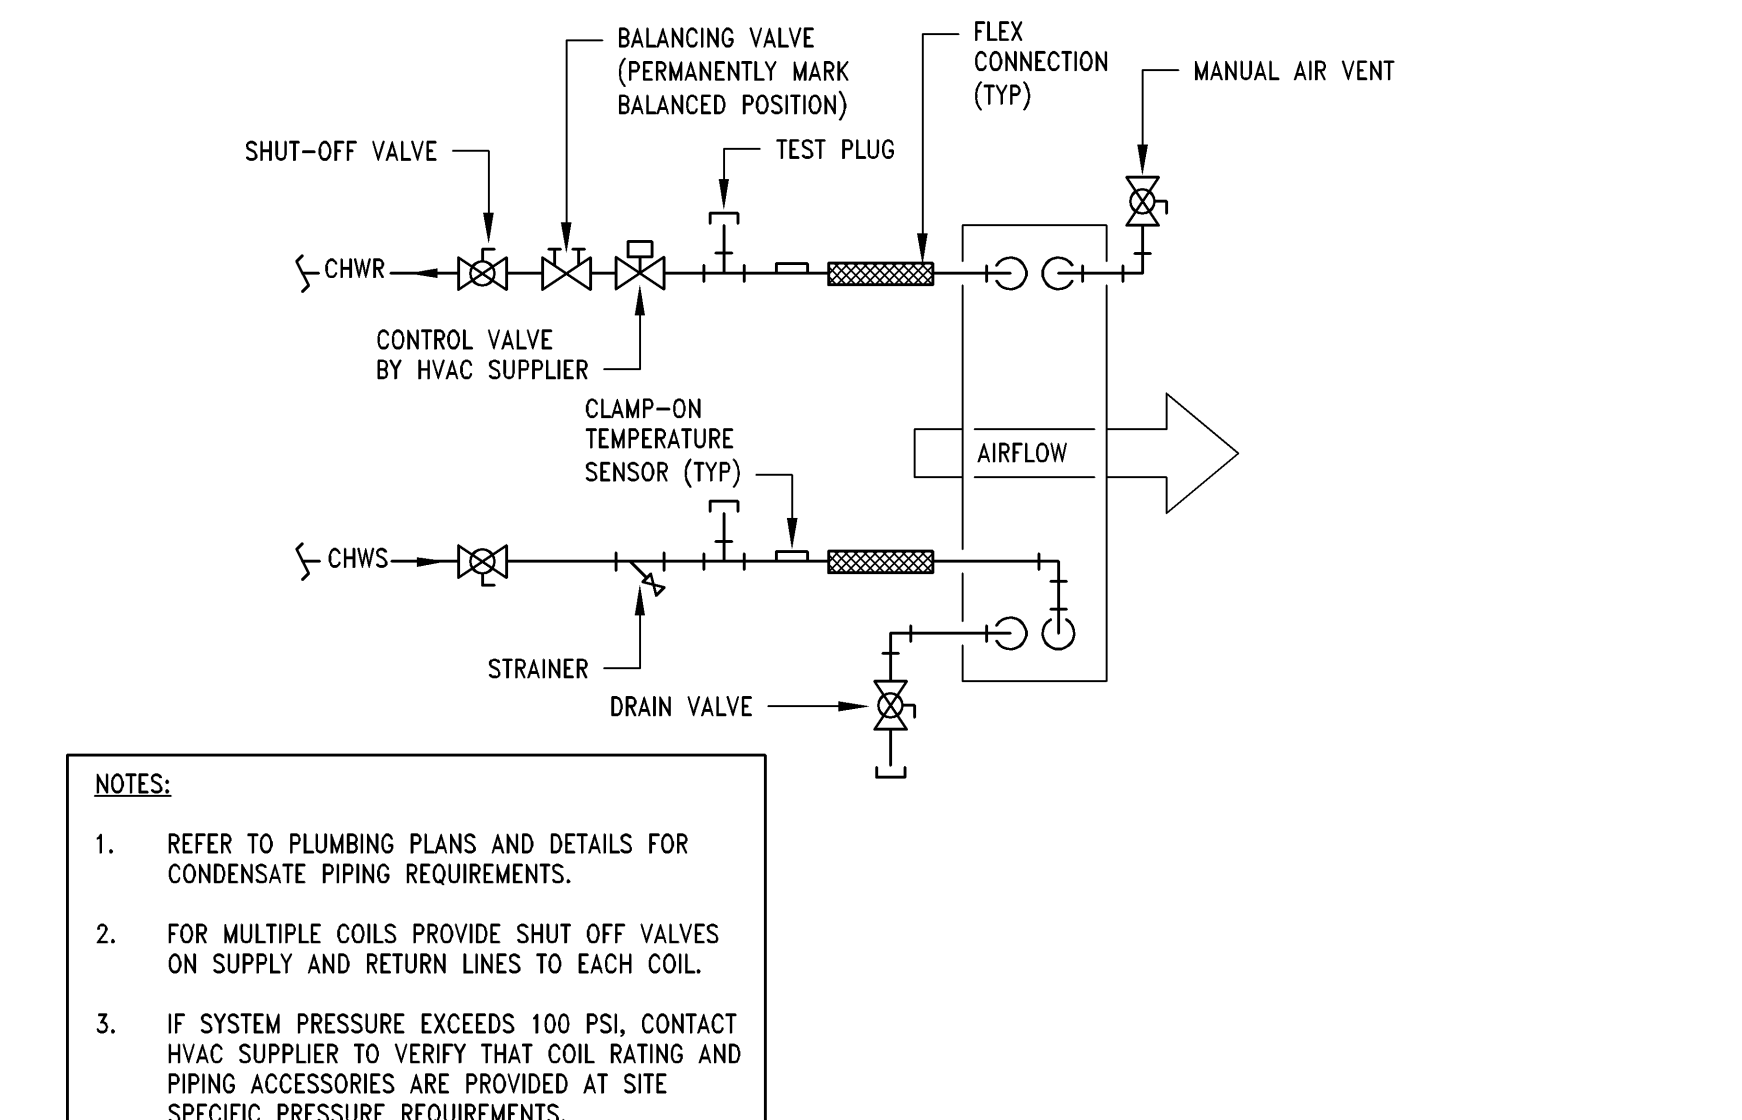 BALANCING VALVE
(PERMANENTLY MARK
BALANCED POSITION)
FLEX
CONNECTION
(TYP)
MANUAL AIR VENT
SHUT-OFF VALVE
TEST PLUG
CHWR
CONTROL VALVE
BY HVAC SUPPLIER
CLAMP-ON
TEMPERATURE
SENSOR (TYP)
AIRFLOW
CHWS
STRAINER
DRAIN VALVE
NOTES:
1. REFER TO PLUMBING PLANS AND DETAILS FOR
CONDENSATE PIPING REQUIREMENTS.
2. FOR MULTIPLE COILS PROVIDE SHUT OFF VALVES
ON SUPPLY AND RETURN LINES TO EACH COIL.
3. IF SYSTEM PRESSURE EXCEEDS 100 PSI, CONTACT
HVAC SUPPLIER TO VERIFY THAT COIL RATING AND
PIPING ACCESSORIES ARE PROVIDED AT SITE
SPECIFIC PRESSURE REQUIREMENTS.